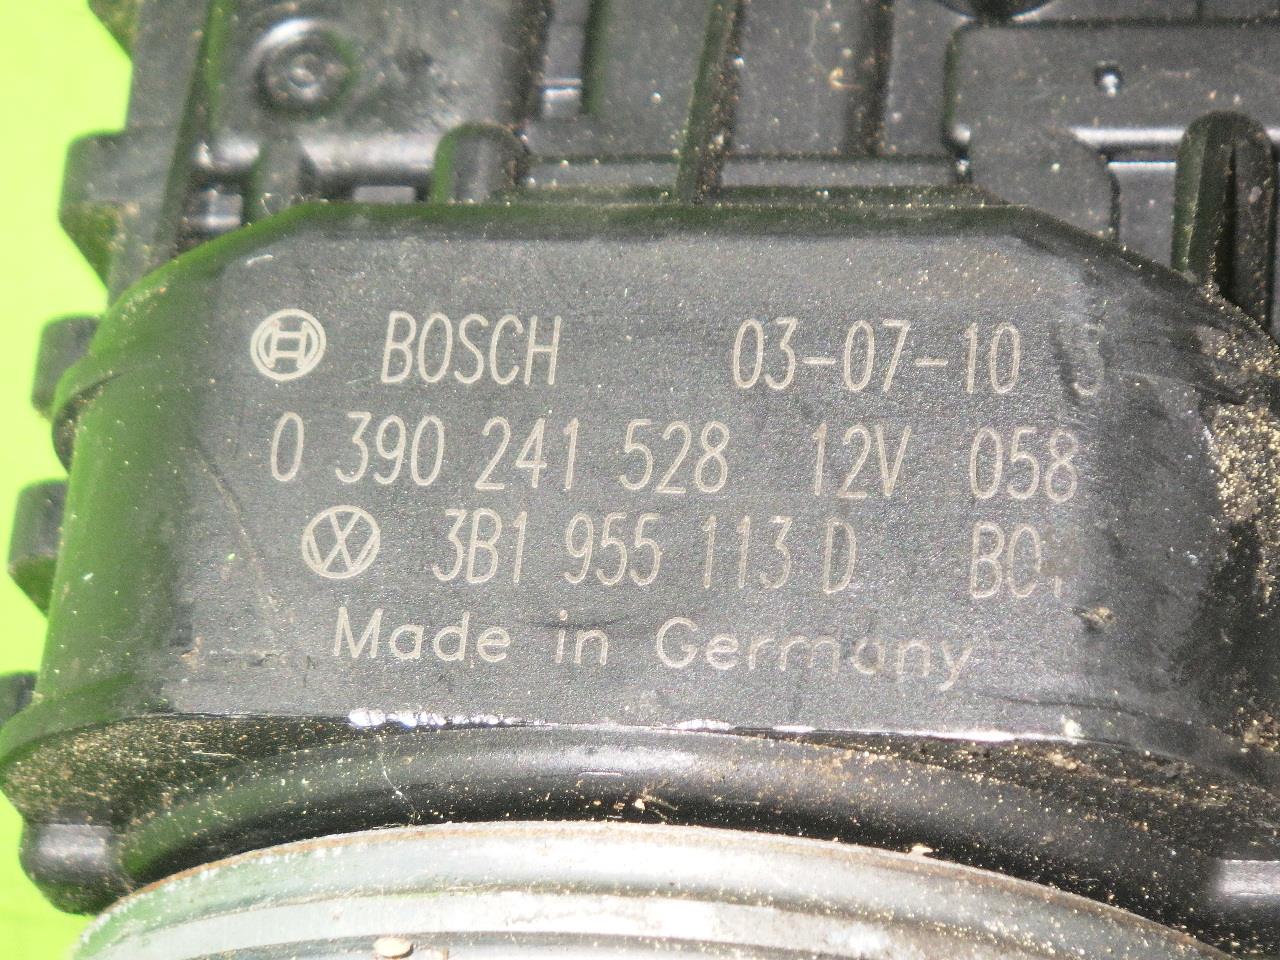 BOSCH 03-07-10
0 390 241 528 12V 058
3B1 955 113 D
Made in Germany